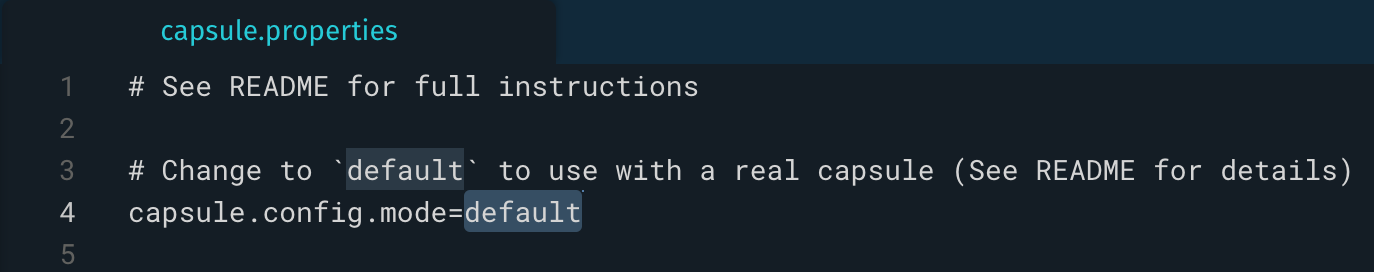 capsule.properties
1 # See README for full instructions
2
3 # Change to `default` to use with a real capsule (See README for details)
4 capsule.config.mode=default
5